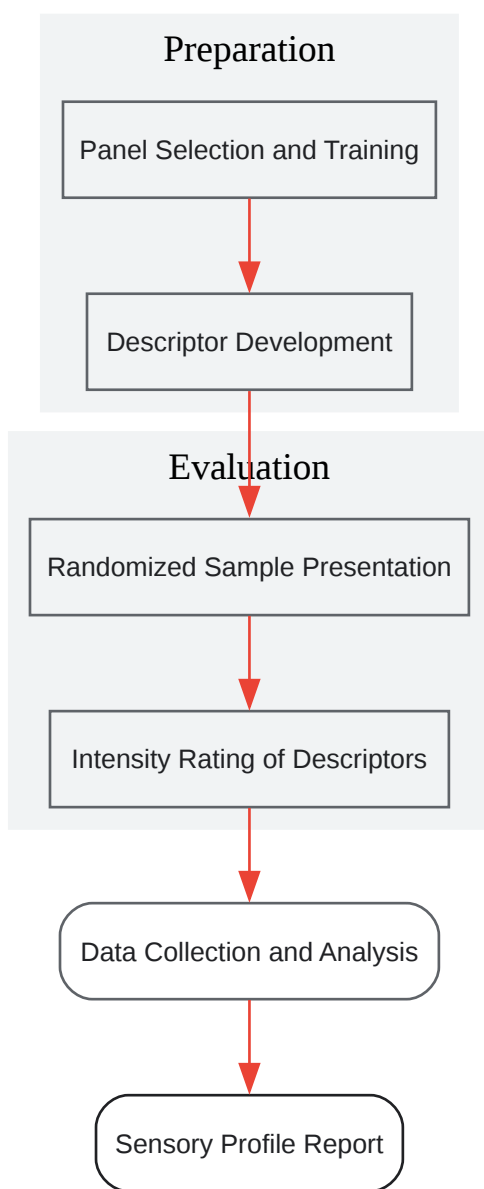 Preparation
Panel Selection and Training
Descriptor Development
Evaluation
Randomized Sample Presentation
Intensity Rating of Descriptors
Data Collection and Analysis
Sensory Profile Report